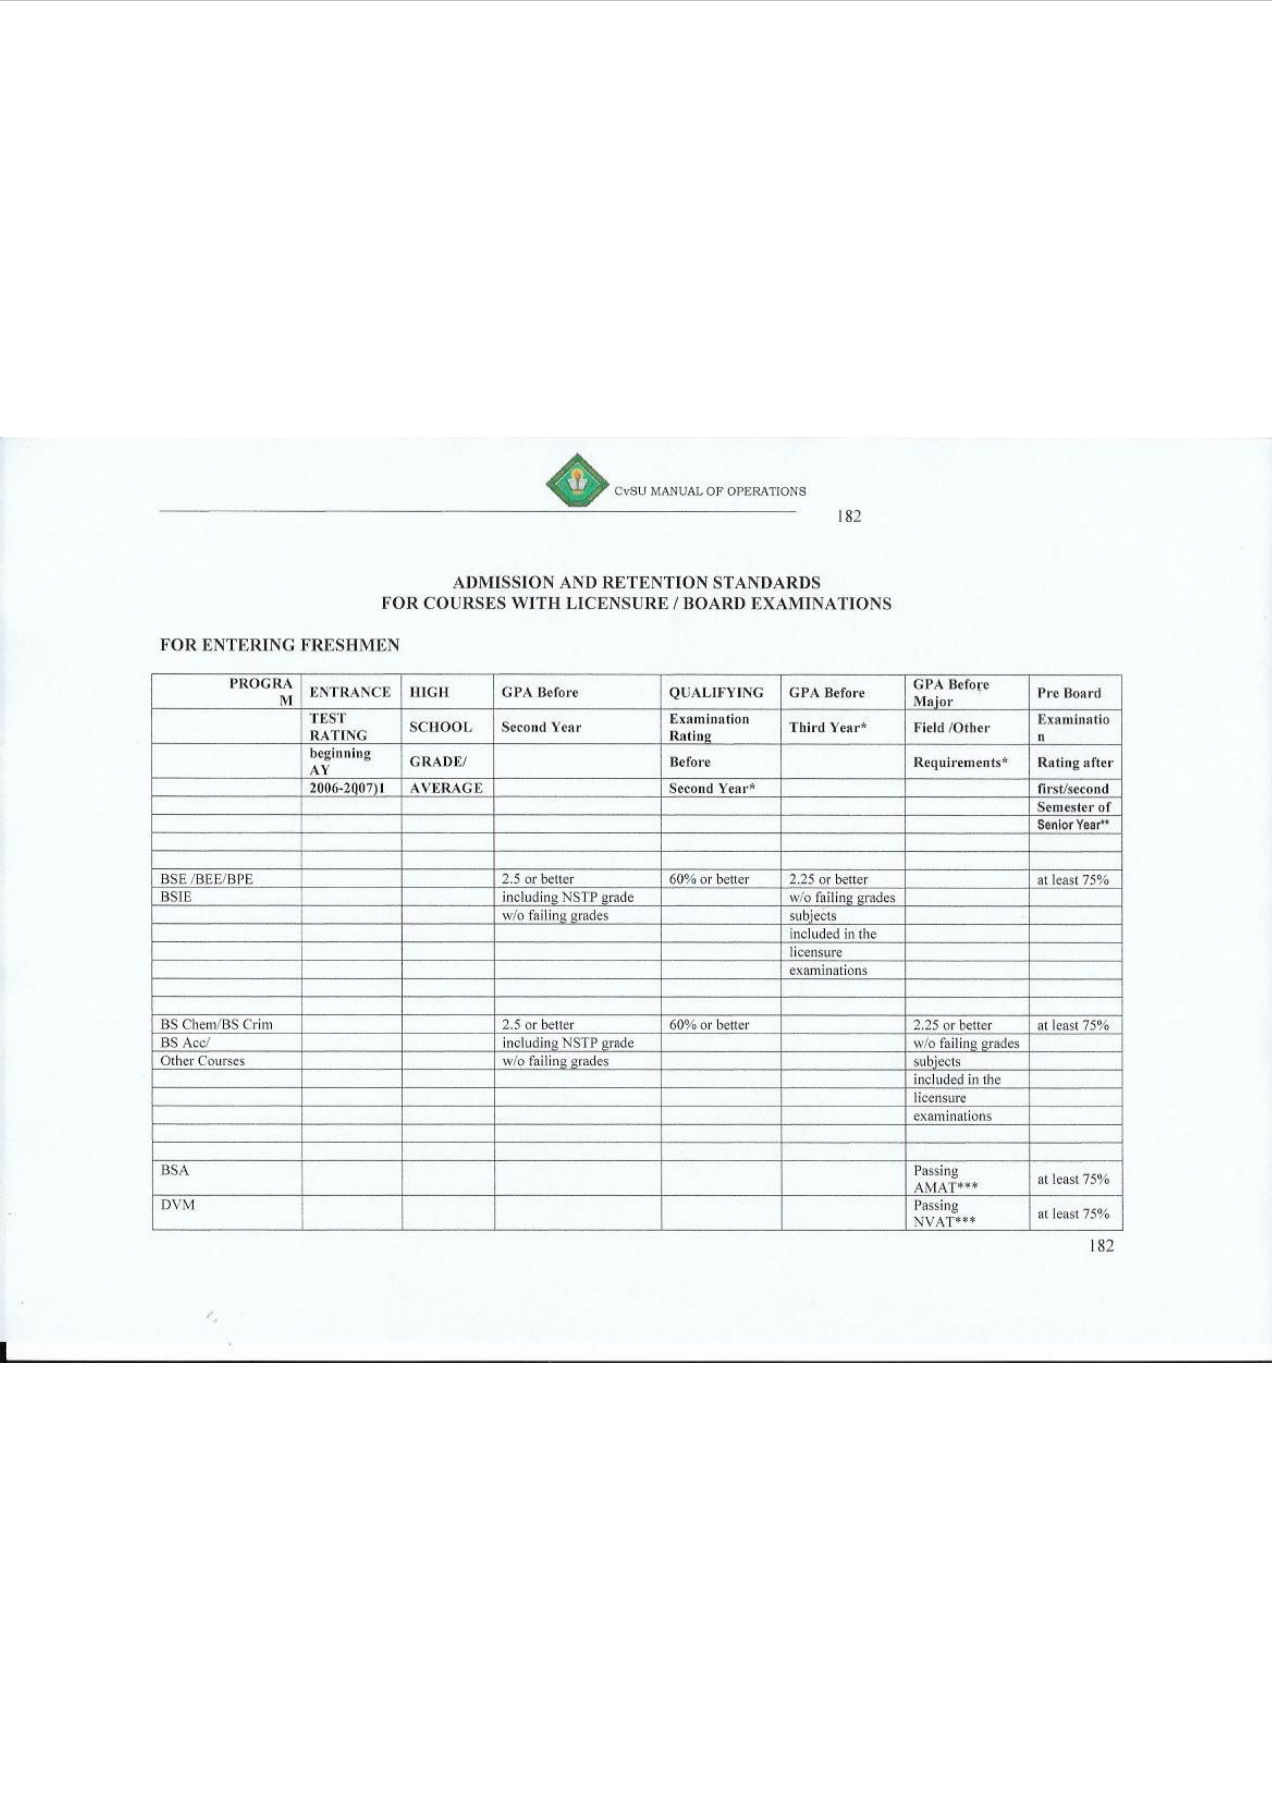 CvSU MANUAL OF OPERATIONS
182
ADMISSION AND RETENTION STANDARDS
FOR COURSES WITH LICENSURE / BOARD EXAMINATIONS
FOR ENTERING FRESHMEN
PROGRA
M ENTRANCE HIGH GPA Before QUALIFYING GPA Before GPA Before
Major Pre Board
TEST
RATING SCHOOL Second Year Examination
Rating Third Year* Field /Other Examinatio
n
beginning
AY GRADE/ Before Requirements* Rating after
2006-2007)1 AVERAGE Second Year* first/second
Semester of
Senior Year**
BSE /BEE/BPE 2.5 or better 60% or better 2.25 or better at least 75%
BSIE including NSTP grade w/o failing grades
w/o failing grades subjects
included in the
licensure
examinations
BS Chem/BS Crim 2.5 or better 60% or better 2.25 or better at least 75%
BS Acc/ including NSTP grade w/o failing grades
Other Courses w/o failing grades subjects
included in the
licensure
examinations
BSA Passing
AMAT*** at least 75%
DVM Passing
NVAT*** at least 75%
182